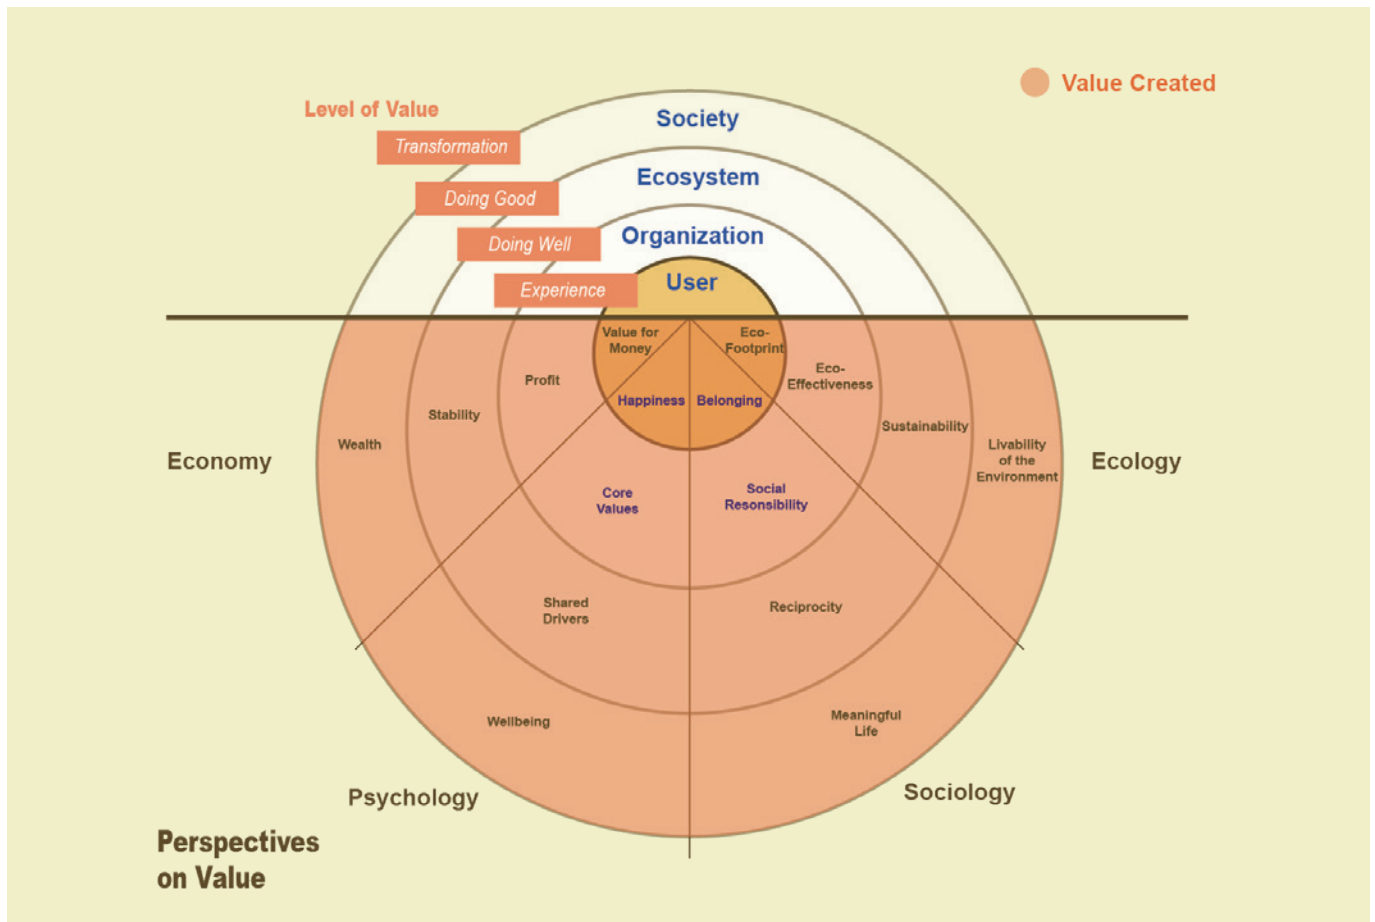 Value Created
Level of Value
Society
Transformation
Ecosystem
Doing Good
Organization
Doing Well
User
Experience
Value for
Money
Eco-
Footprint
Profit
Eco-
Effectiveness
Happiness
Belonging
Stability
Sustainability
Wealth
Livability
of the
Environment
Economy
Ecology
Core
Values
Social
Resonsibility
Shared
Drivers
Reciprocity
Wellbeing
Meaningful
Life
Psychology
Sociology
Perspectives
on Value